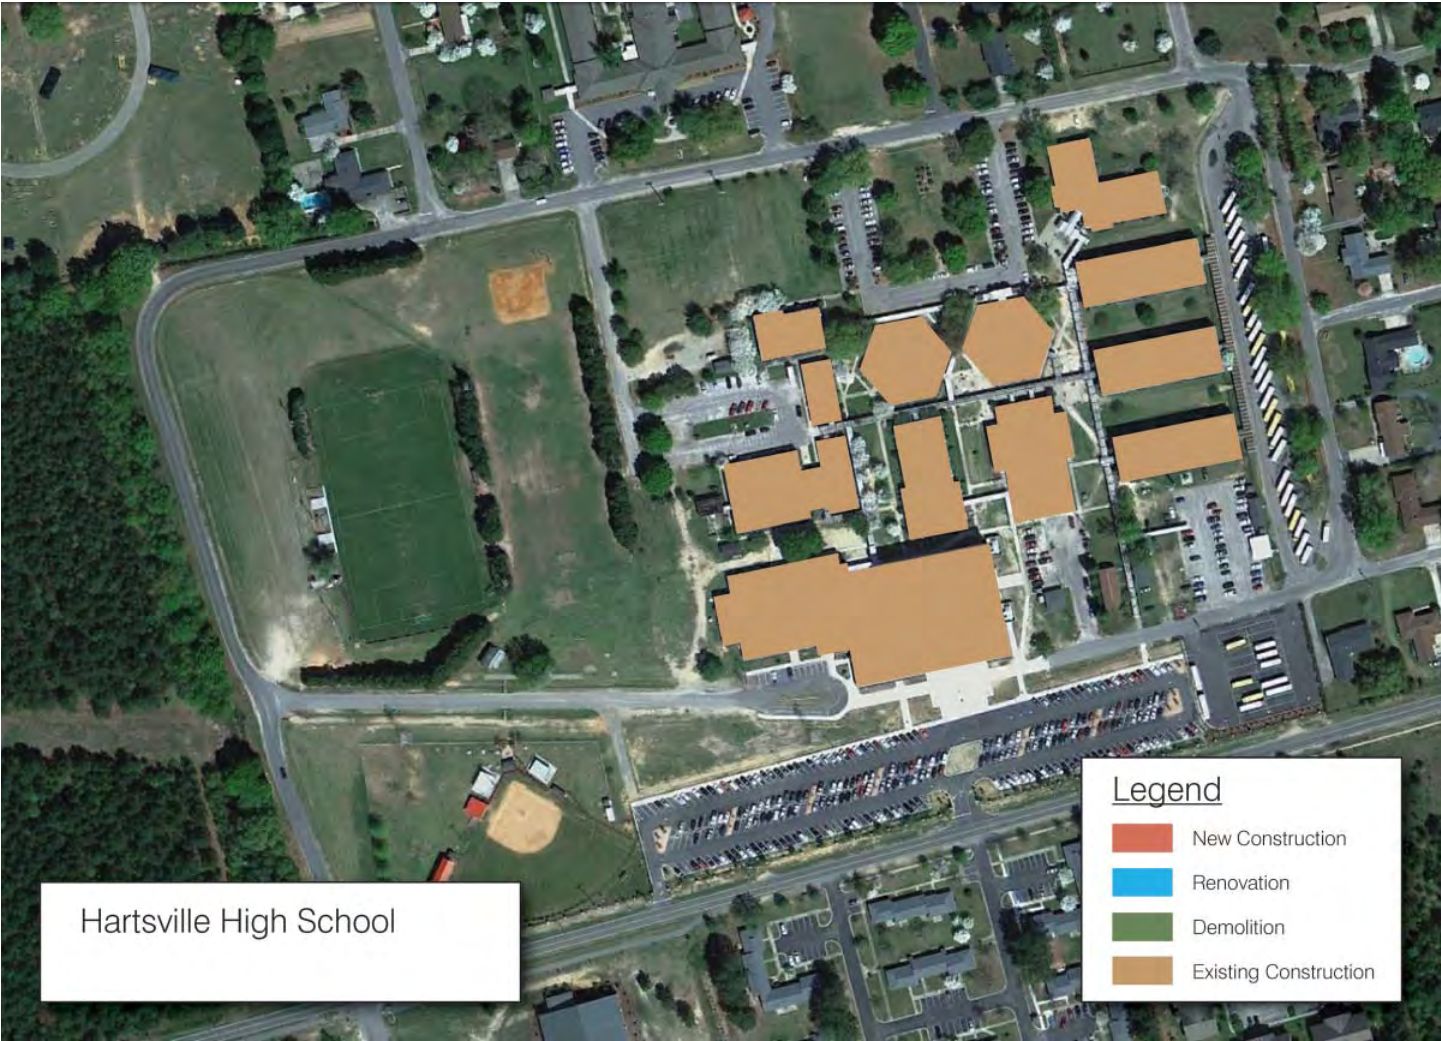 Hartsville High School
Legend
New Construction
Renovation
Demolition
Existing Construction